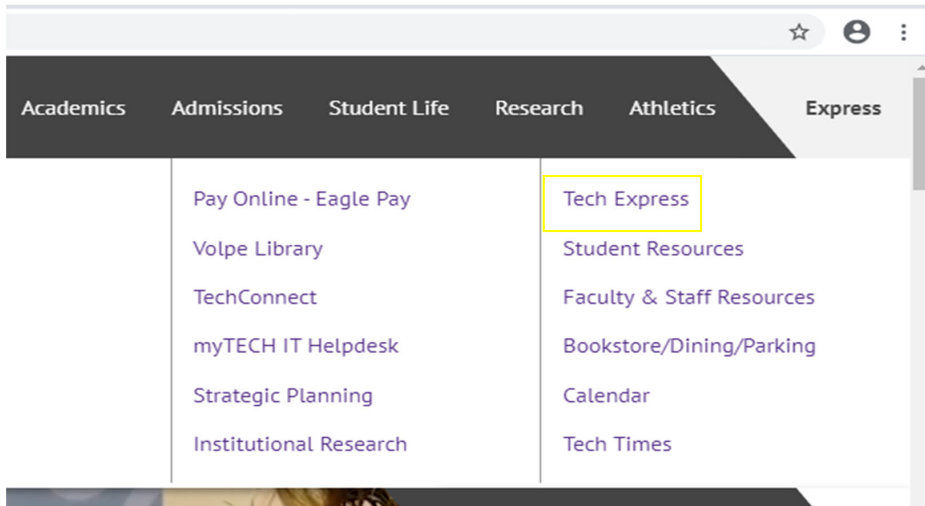 Academics Admissions Student Life Research Athletics Express
Pay Online - Eagle Pay
Volpe Library
TechConnect
myTECH IT Helpdesk
Strategic Planning
Institutional Research
Tech Express
Student Resources
Faculty & Staff Resources
Bookstore/Dining/Parking
Calendar
Tech Times